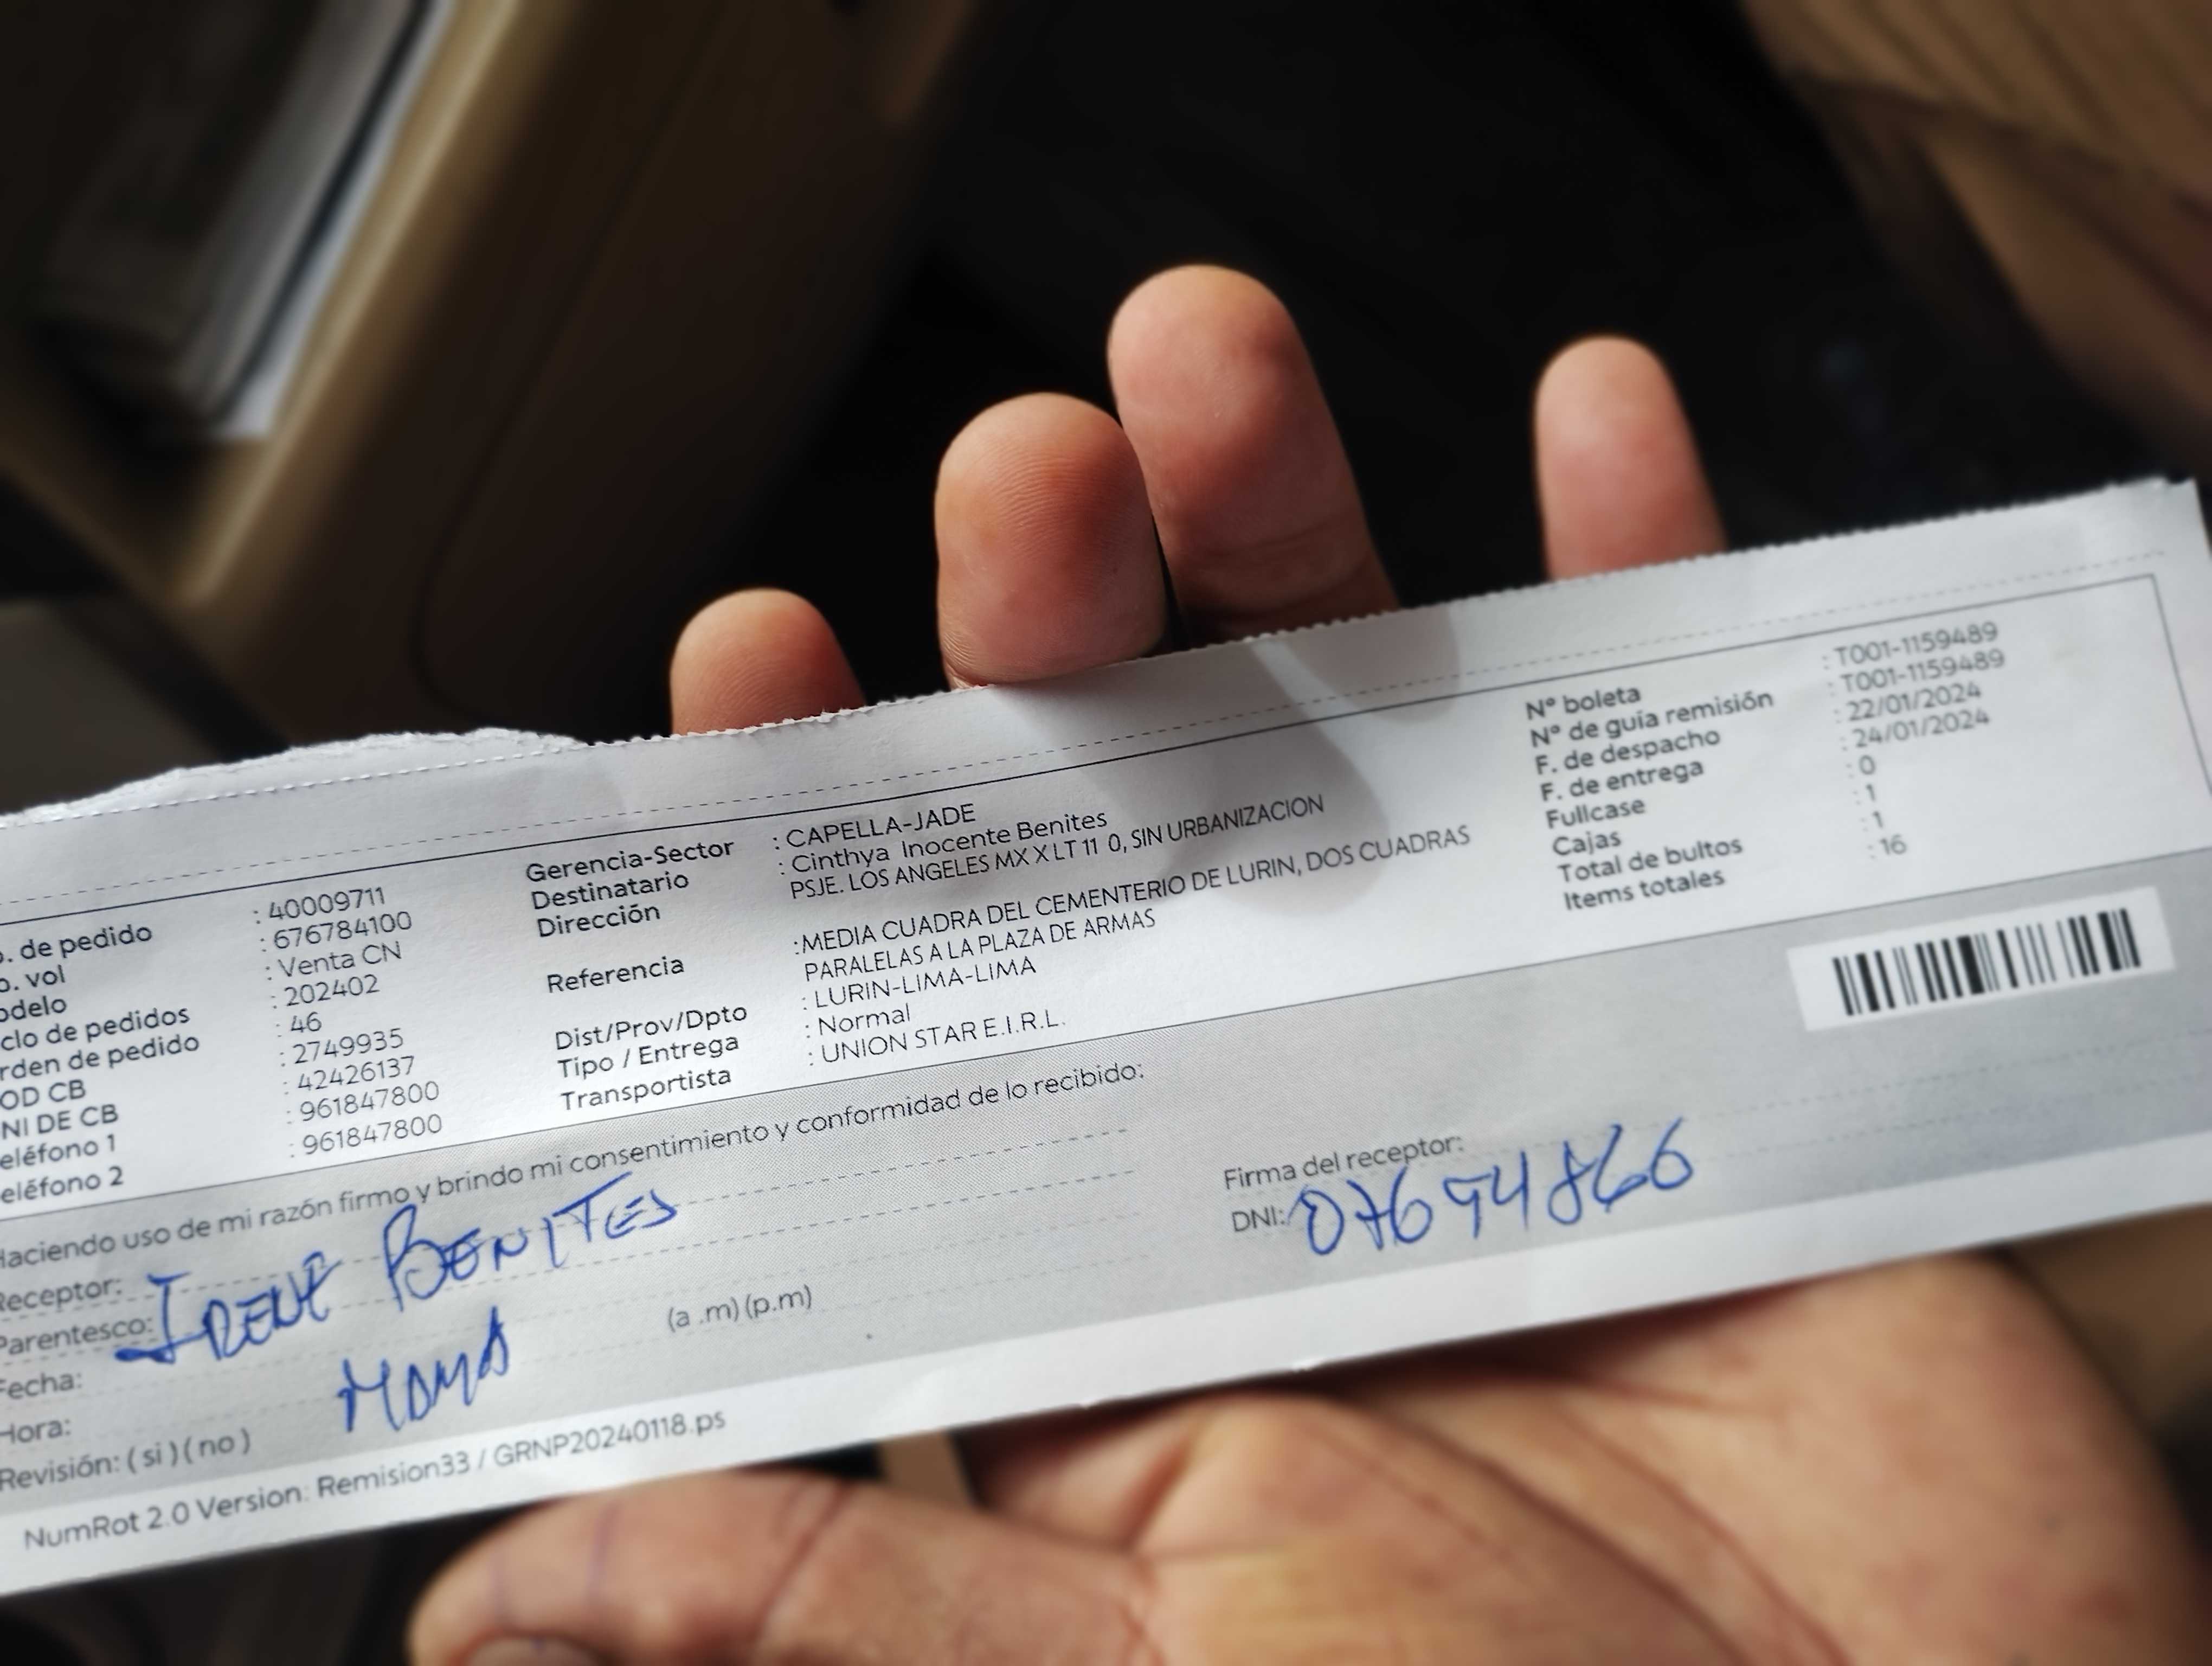 . de pedido : 40009711
o. vol : 676784100
odelo : Venta CN
clo de pedidos : 202402
rden de pedido : 46
OD CB : 2749935
NI DE CB : 42426137
eléfono 1 : 961847800
eléfono 2 : 961847800
Gerencia-Sector : CAPELLA-JADE
Destinatario : Cinthya Inocente Benites
Dirección PSJE. LOS ANGELES MX X LT 11 0, SIN URBANIZACION
Referencia :MEDIA CUADRA DEL CEMENTERIO DE LURIN, DOS CUADRAS
PARALELAS A LA PLAZA DE ARMAS
Dist/Prov/Dpto : LURIN-LIMA-LIMA
Tipo / Entrega : Normal
Transportista : UNION STAR E.I.R.L.
Nº boleta : T001-1159489
Nº de guía remisión : T001-1159489
F. de despacho : 22/01/2024
F. de entrega : 24/01/2024
Fullcase : 0
Cajas : 1
Total de bultos : 1
Items totales : 16
Haciendo uso de mi razón firmo y brindo mi consentimiento y conformidad de lo recibido:
Receptor: IRENE BENITES
Parentesco:
Fecha:
Hora: (a .m) (p.m)
Revisión: ( si ) ( no )
Firma del receptor:
DNI: 07694866
NumRot 2.0 Version: Remision33 / GRNP20240118.ps